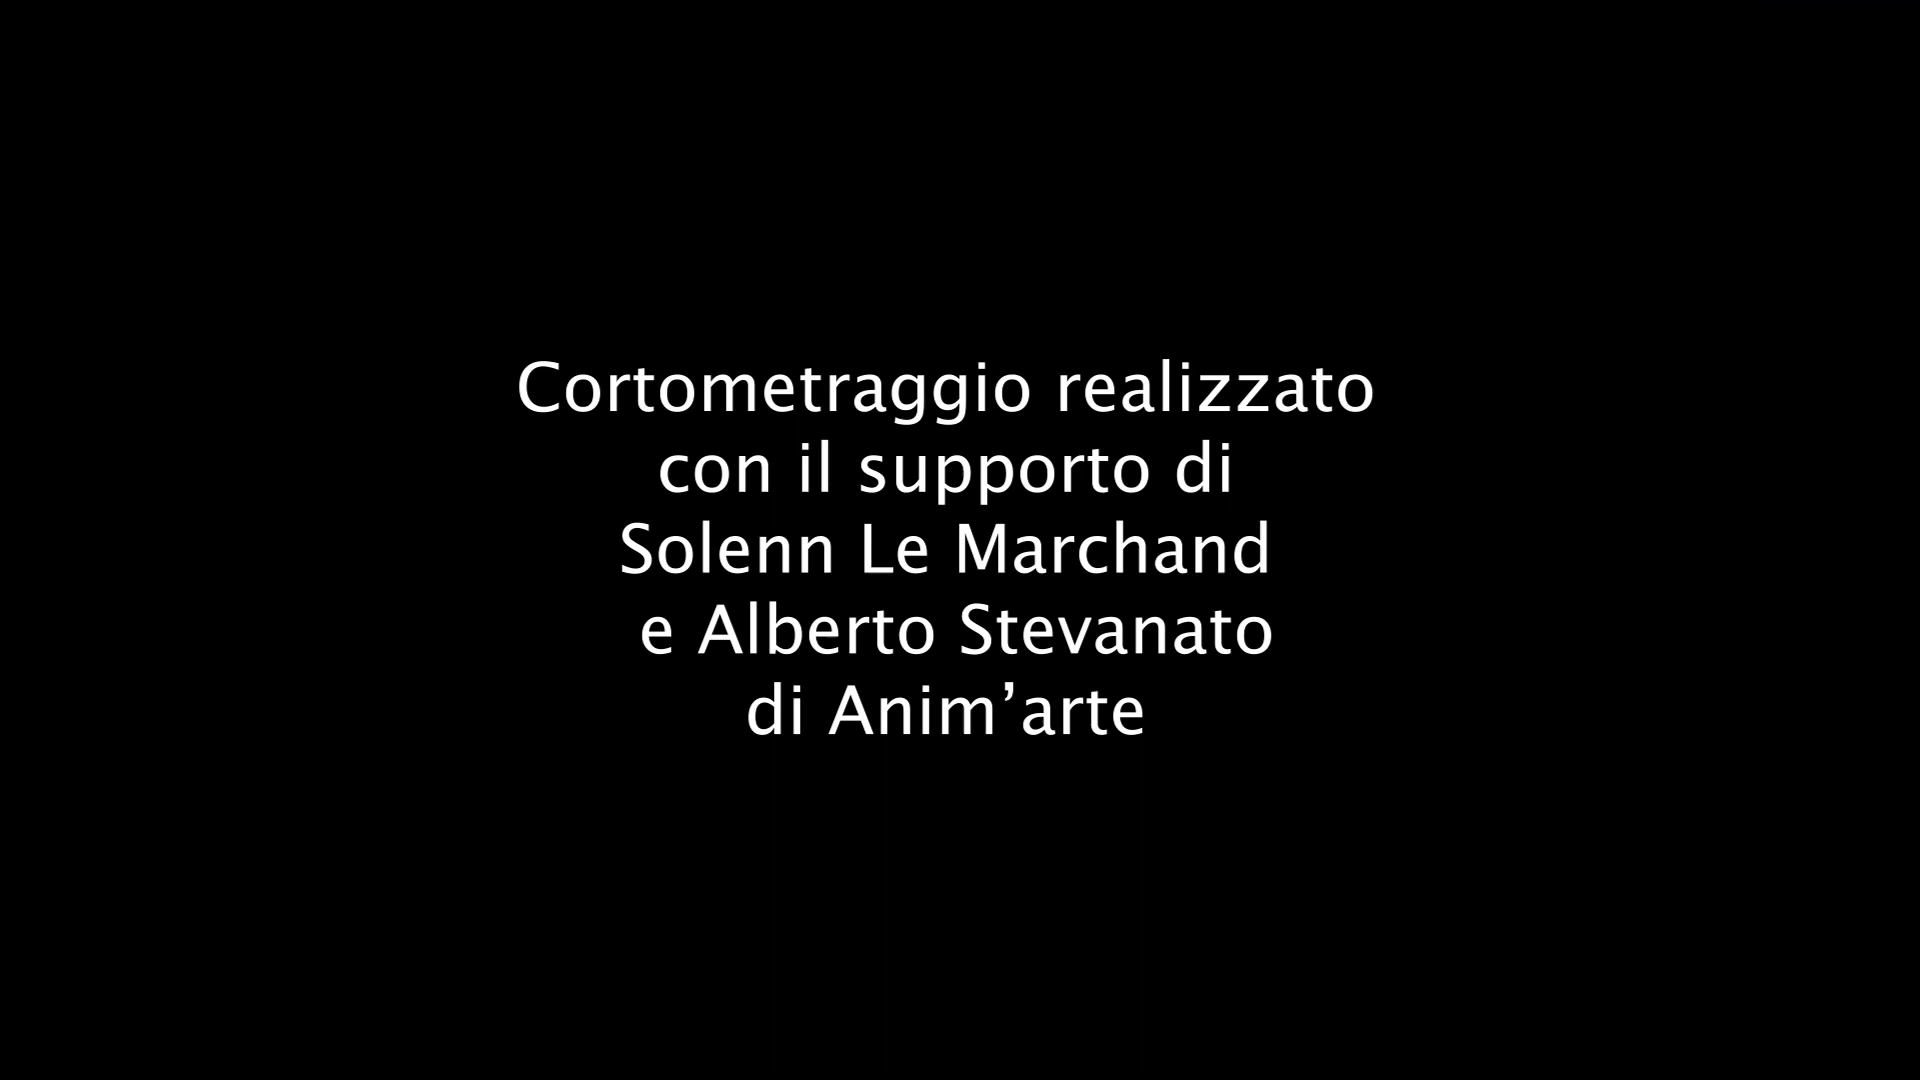 Cortometraggio realizzato
con il supporto di
Solenn Le Marchand
e Alberto Stevanato
di Anim’arte